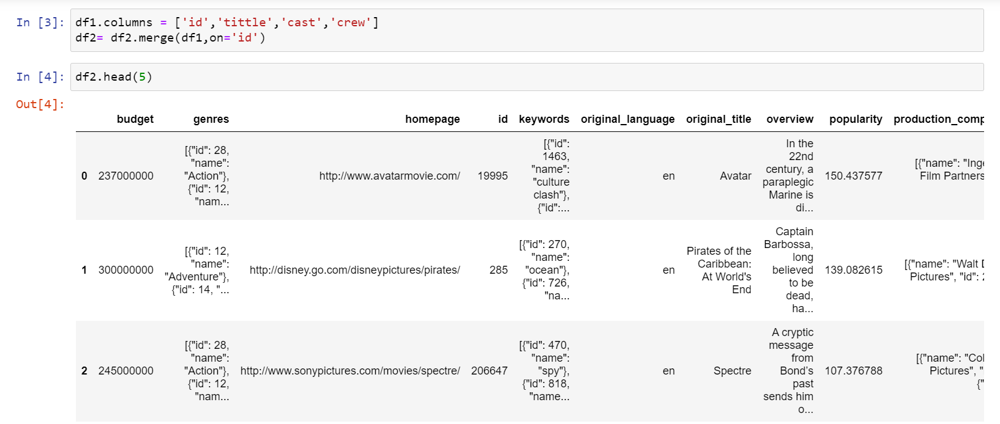 In [3]: df1.columns = ['id','tittle','cast','crew']
df2= df2.merge(df1,on='id')
In [4]: df2.head(5)
Out[4]:
budget genres homepage id keywords original_language original_title overview popularity production_comp
0 237000000 [{"id": 28, "name": "Action"}, {"id": 12, "nam... http://www.avatarmovie.com/ 19995 [{"id": 1463, "name": "culture clash"}, {"id":... en Avatar In the 22nd century, a paraplegic Marine is di... 150.437577 [{"name": "Inge Film Partners
1 300000000 [{"id": 12, "name": "Adventure"}, {"id": 14, "... http://disney.go.com/disneypictures/pirates/ 285 [{"id": 270, "name": "ocean"}, {"id": 726, "na... en Pirates of the Caribbean: At World's End Captain Barbossa, long believed to be dead, ha... 139.082615 [{"name": "Walt Pictures", "id":
2 245000000 [{"id": 28, "name": "Action"}, {"id": 12, "nam... http://www.sonypictures.com/movies/spectre/ 206647 [{"id": 470, "name": "spy"}, {"id": 818, "name... en Spectre A cryptic message from Bond’s past sends him o... 107.376788 [{"name": "Col Pictures", " {"